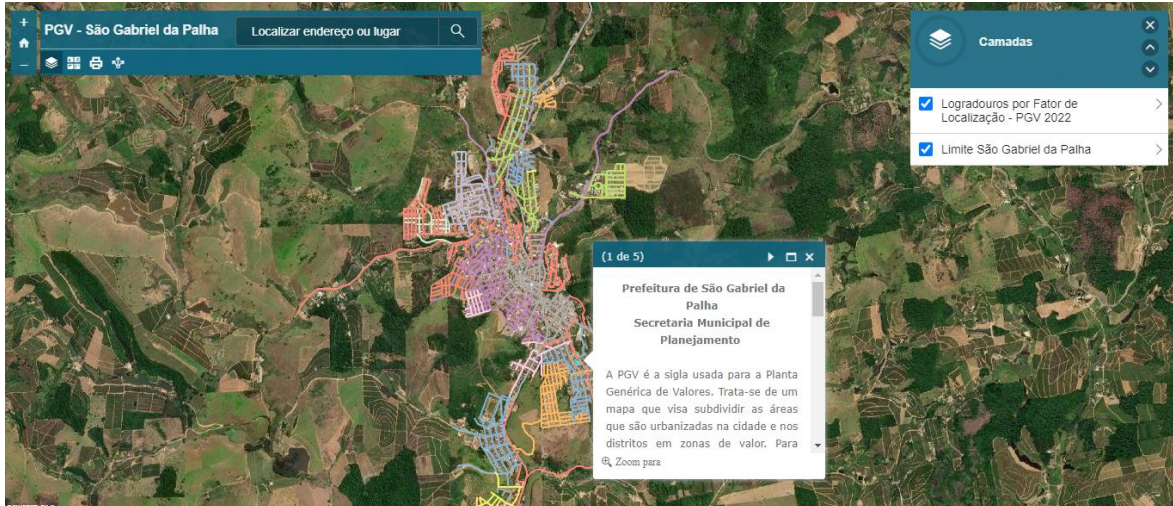 PGV - São Gabriel da Palha
Localizar endereço ou lugar
Camadas
Logradouros por Fator de
Localização - PGV 2022
Limite São Gabriel da Palha
(1 de 5)
Prefeitura de São Gabriel da
Palha
Secretaria Municipal de
Planejamento
A PGV é a sigla usada para a Planta
Genérica de Valores. Trata-se de um
mapa que visa subdividir as áreas
que são urbanizadas na cidade e nos
distritos em zonas de valor. Para
Zoom para